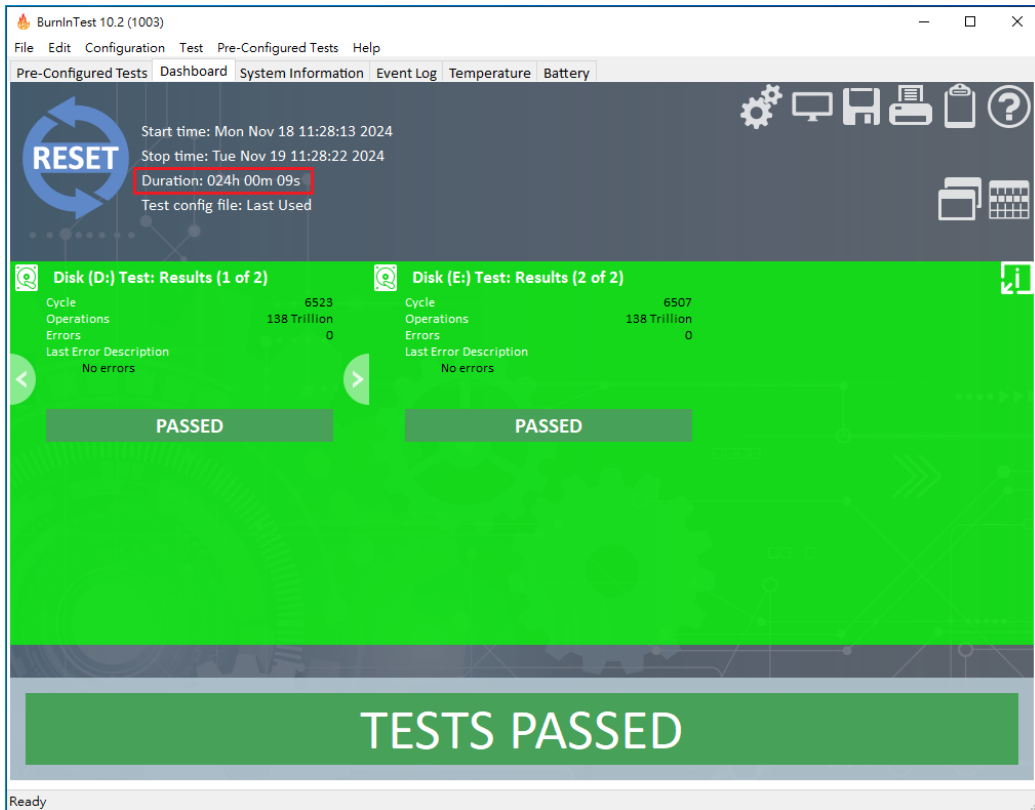 BurnInTest 10.2 (1003)
File Edit Configuration Test Pre-Configured Tests Help
Pre-Configured Tests Dashboard System Information Event Log Temperature Battery
RESET
Start time: Mon Nov 18 11:28:13 2024
Stop time: Tue Nov 19 11:28:22 2024
Duration: 024h 00m 09s
Test config file: Last Used
Disk (D:) Test: Results (1 of 2)
Cycle 6523
Operations 138 Trillion
Errors 0
Last Error Description
No errors
PASSED
Disk (E:) Test: Results (2 of 2)
Cycle 6507
Operations 138 Trillion
Errors 0
Last Error Description
No errors
PASSED
TESTS PASSED
Ready